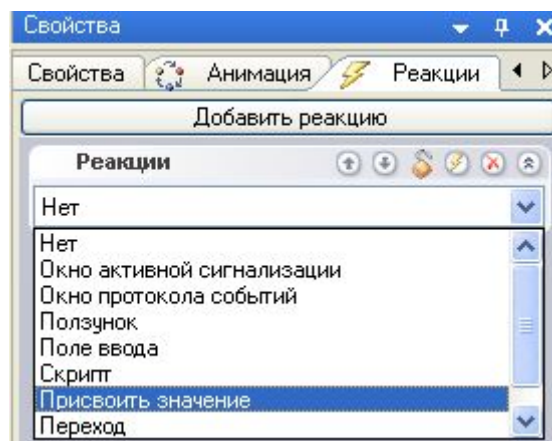 Свойства
Свойства Анимация Реакции
Добавить реакцию
Реакции
Нет
Нет
Окно активной сигнализации
Окно протокола событий
Ползунок
Поле ввода
Скрипт
Присвоить значение
Переход